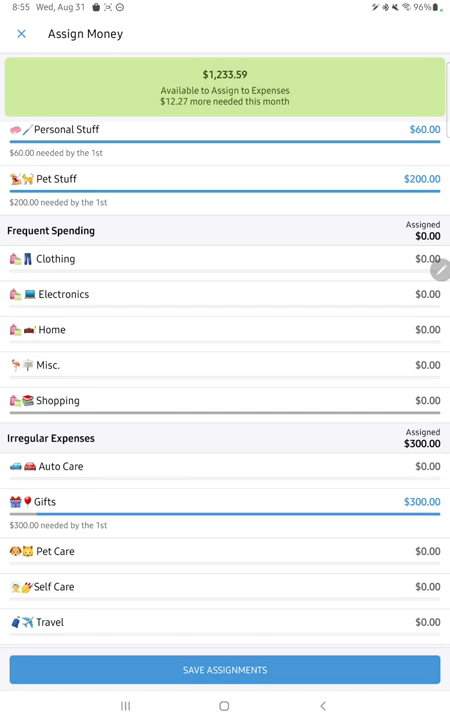 8:55 Wed, Aug 31
96%
Assign Money
$1,233.59
Available to Assign to Expenses
$12.27 more needed this month
Personal Stuff $60.00
$60.00 needed by the 1st
Pet Stuff $200.00
$200.00 needed by the 1st
Frequent Spending Assigned
$0.00
Clothing $0.00
Electronics $0.00
Home $0.00
Misc. $0.00
Shopping $0.00
Irregular Expenses Assigned
$300.00
Auto Care $0.00
Gifts $300.00
$300.00 needed by the 1st
Pet Care $0.00
Self Care $0.00
Travel $0.00
SAVE ASSIGNMENTS